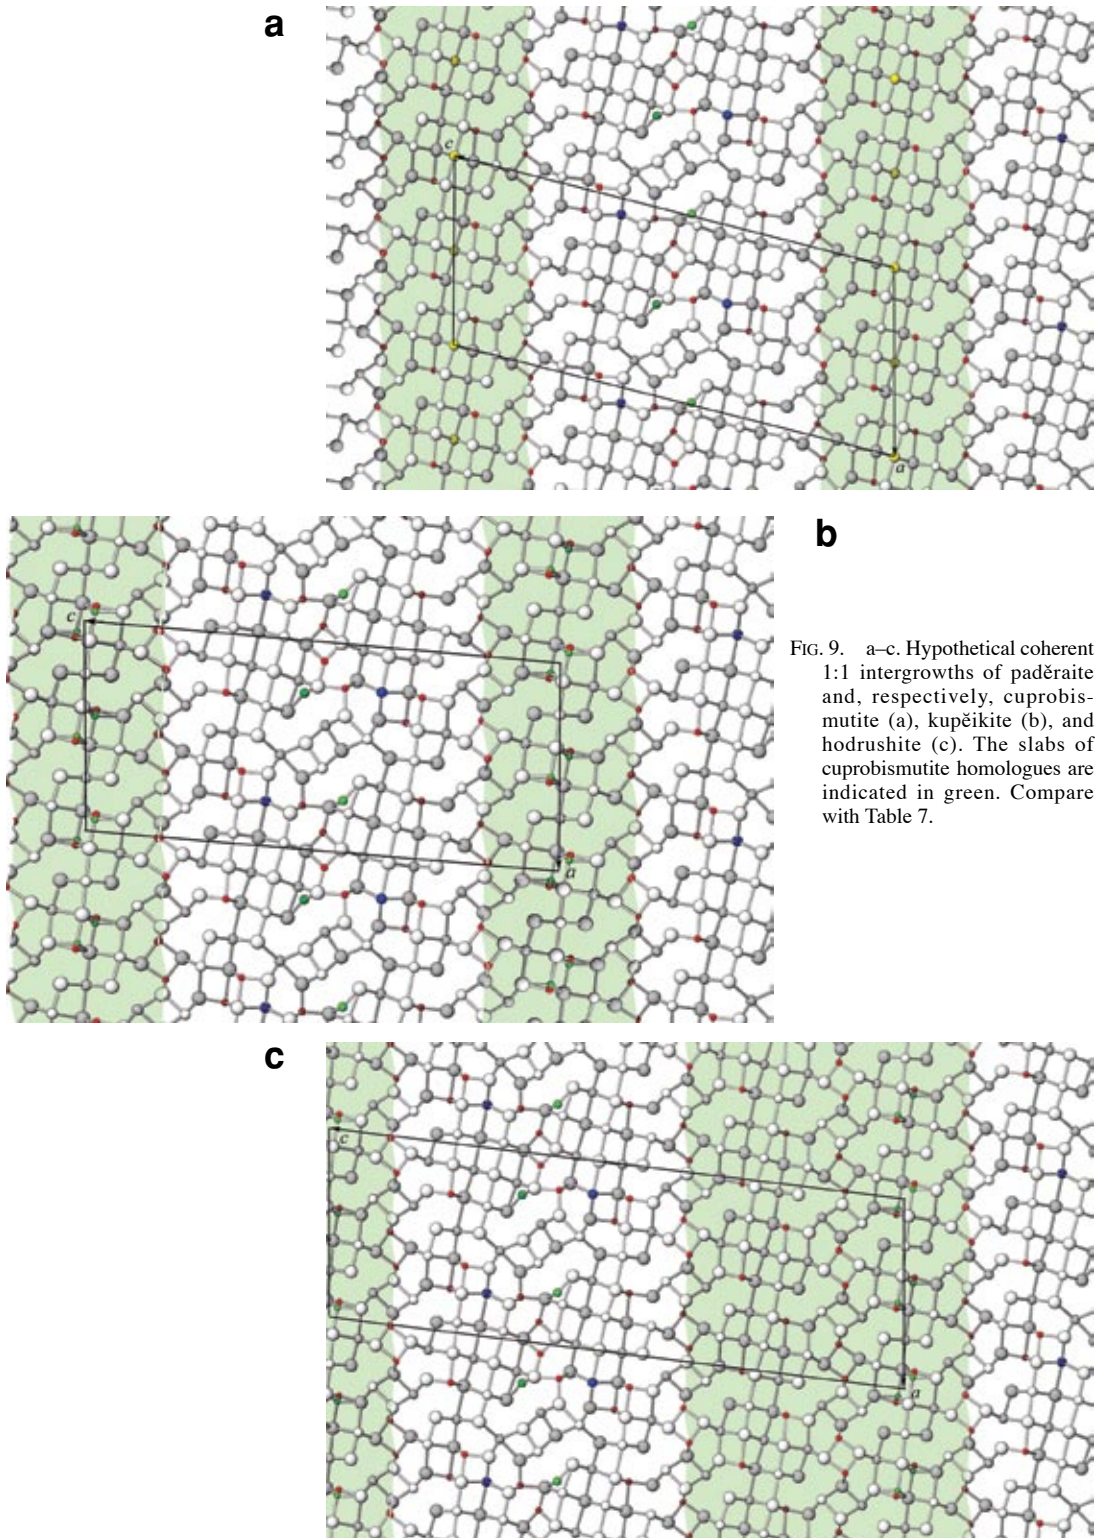 a
c
a
b
c
a
FIG. 9. a–c. Hypothetical coherent
1:1 intergrowths of paděraite
and, respectively, cuprobis-
mutite (a), kupčikite (b), and
hodrushite (c). The slabs of
cuprobismutite homologues are
indicated in green. Compare
with Table 7.
c
c
a